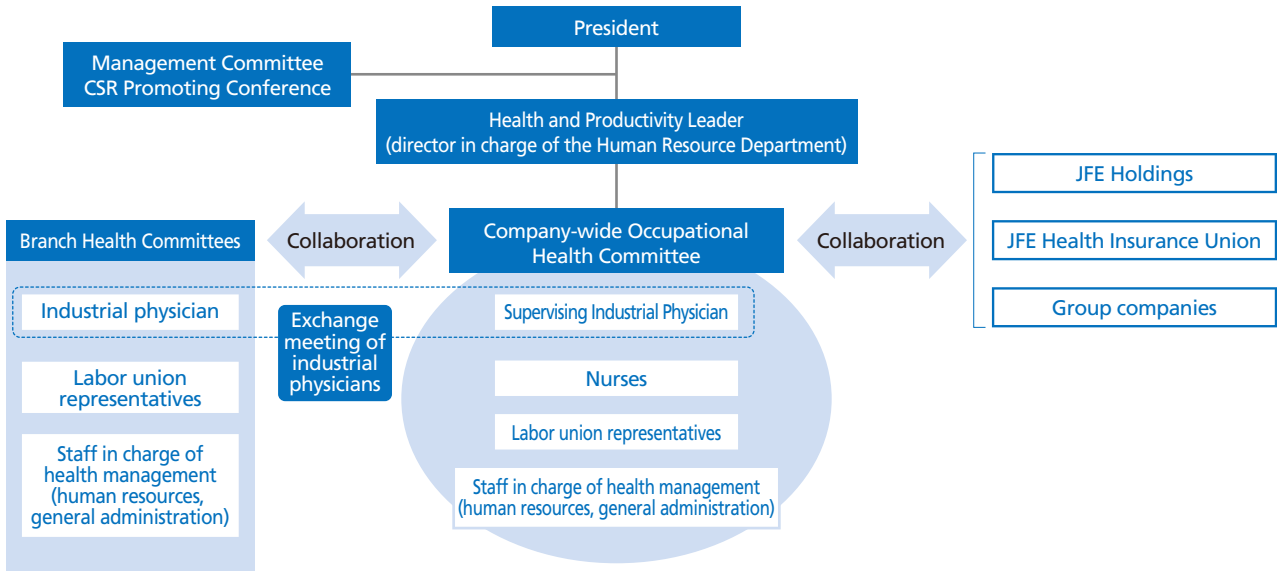 President
Management Committee
CSR Promoting Conference
Health and Productivity Leader
(director in charge of the Human Resource Department)
Branch Health Committees
Collaboration
Company-wide Occupational
Health Committee
Collaboration
JFE Holdings
JFE Health Insurance Union
Group companies
Industrial physician
Labor union
representatives
Staff in charge of
health management
(human resources,
general administration)
Exchange
meeting of
industrial
physicians
Supervising Industrial Physician
Nurses
Labor union representatives
Staff in charge of health management
(human resources, general administration)